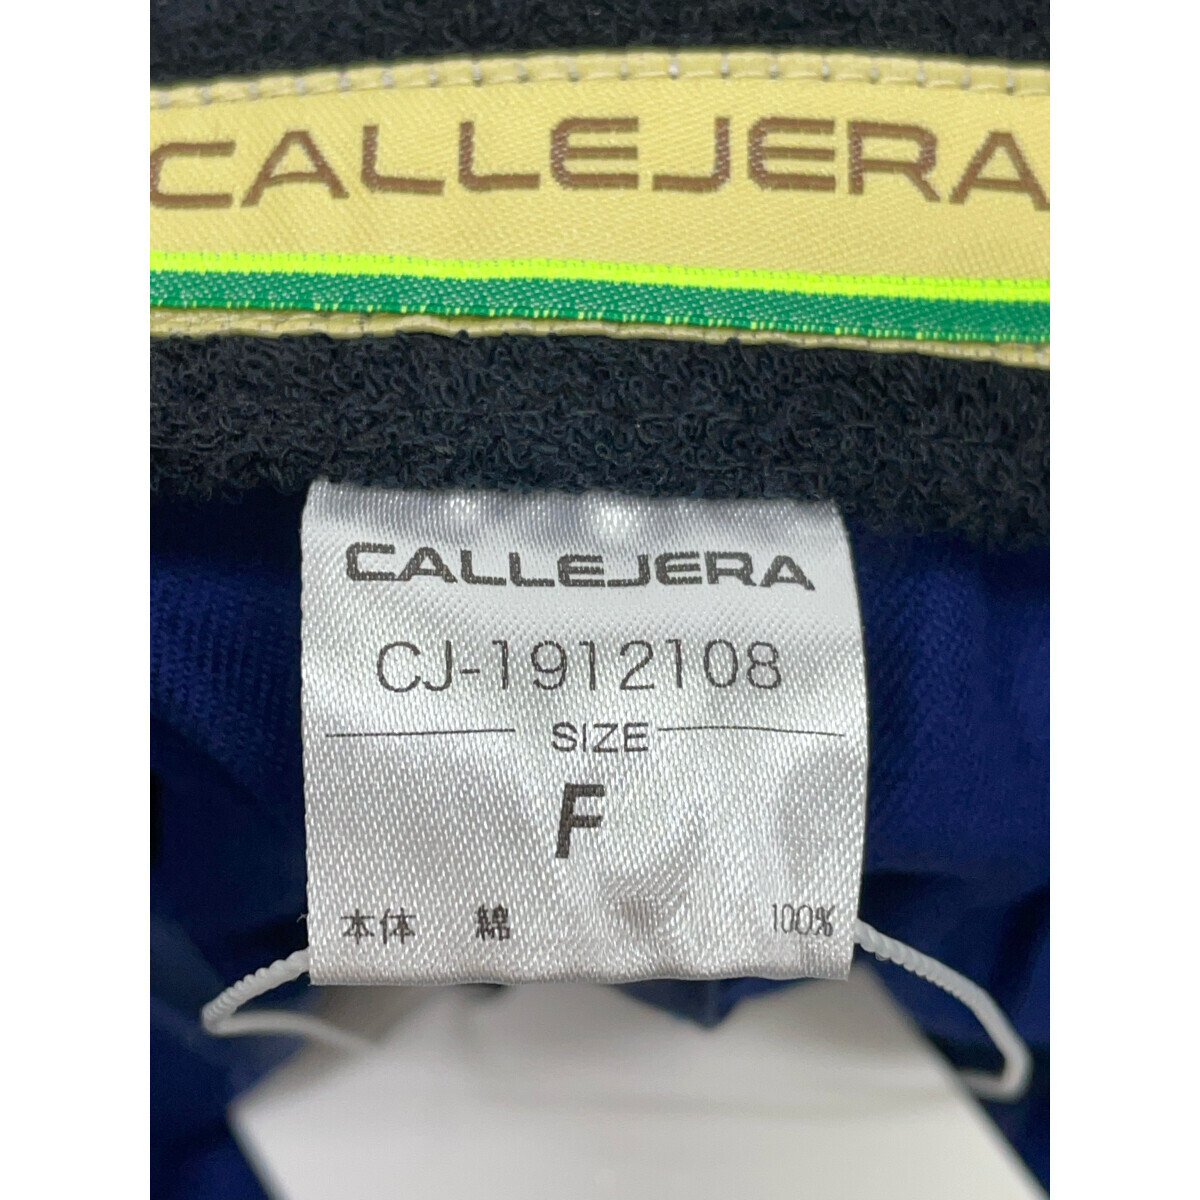 CALLEJERA
CALLEJERA
CJ-1912108
SIZE
F
本体 綿 100%